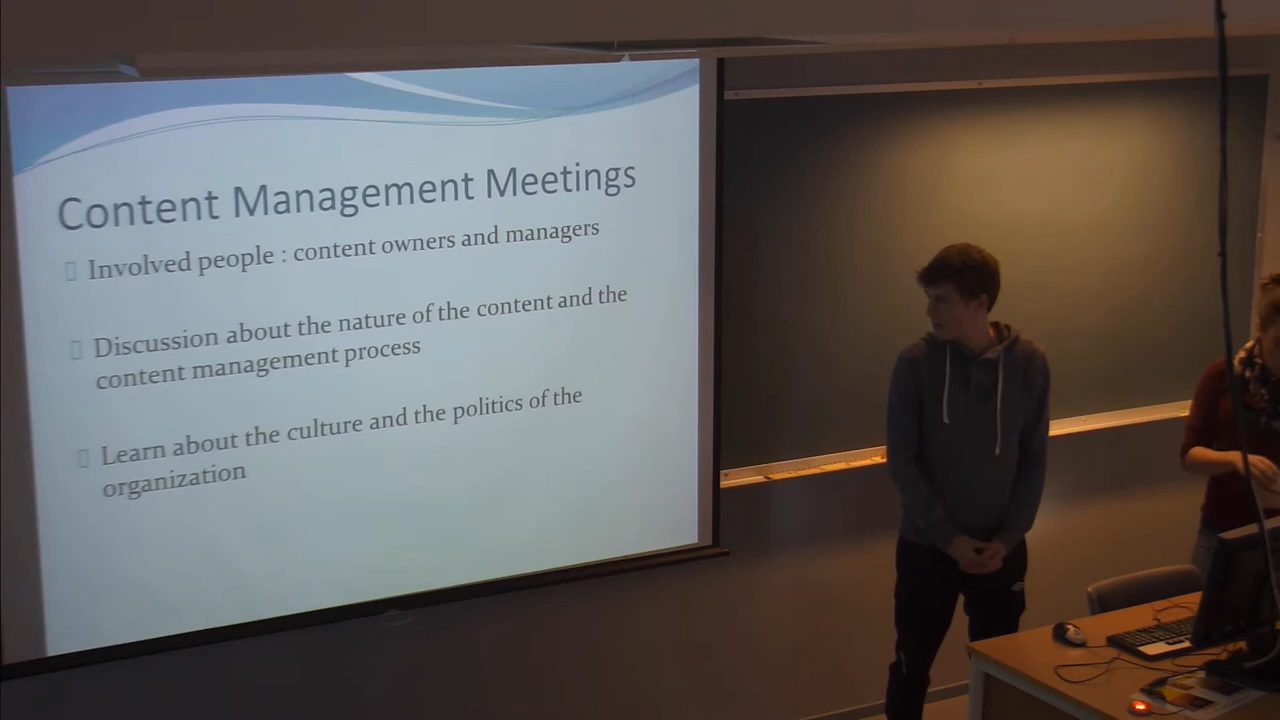 Content Management Meetings
Involved people : content owners and managers
Discussion about the nature of the content and the
content management process
Learn about the culture and the politics of the
organization